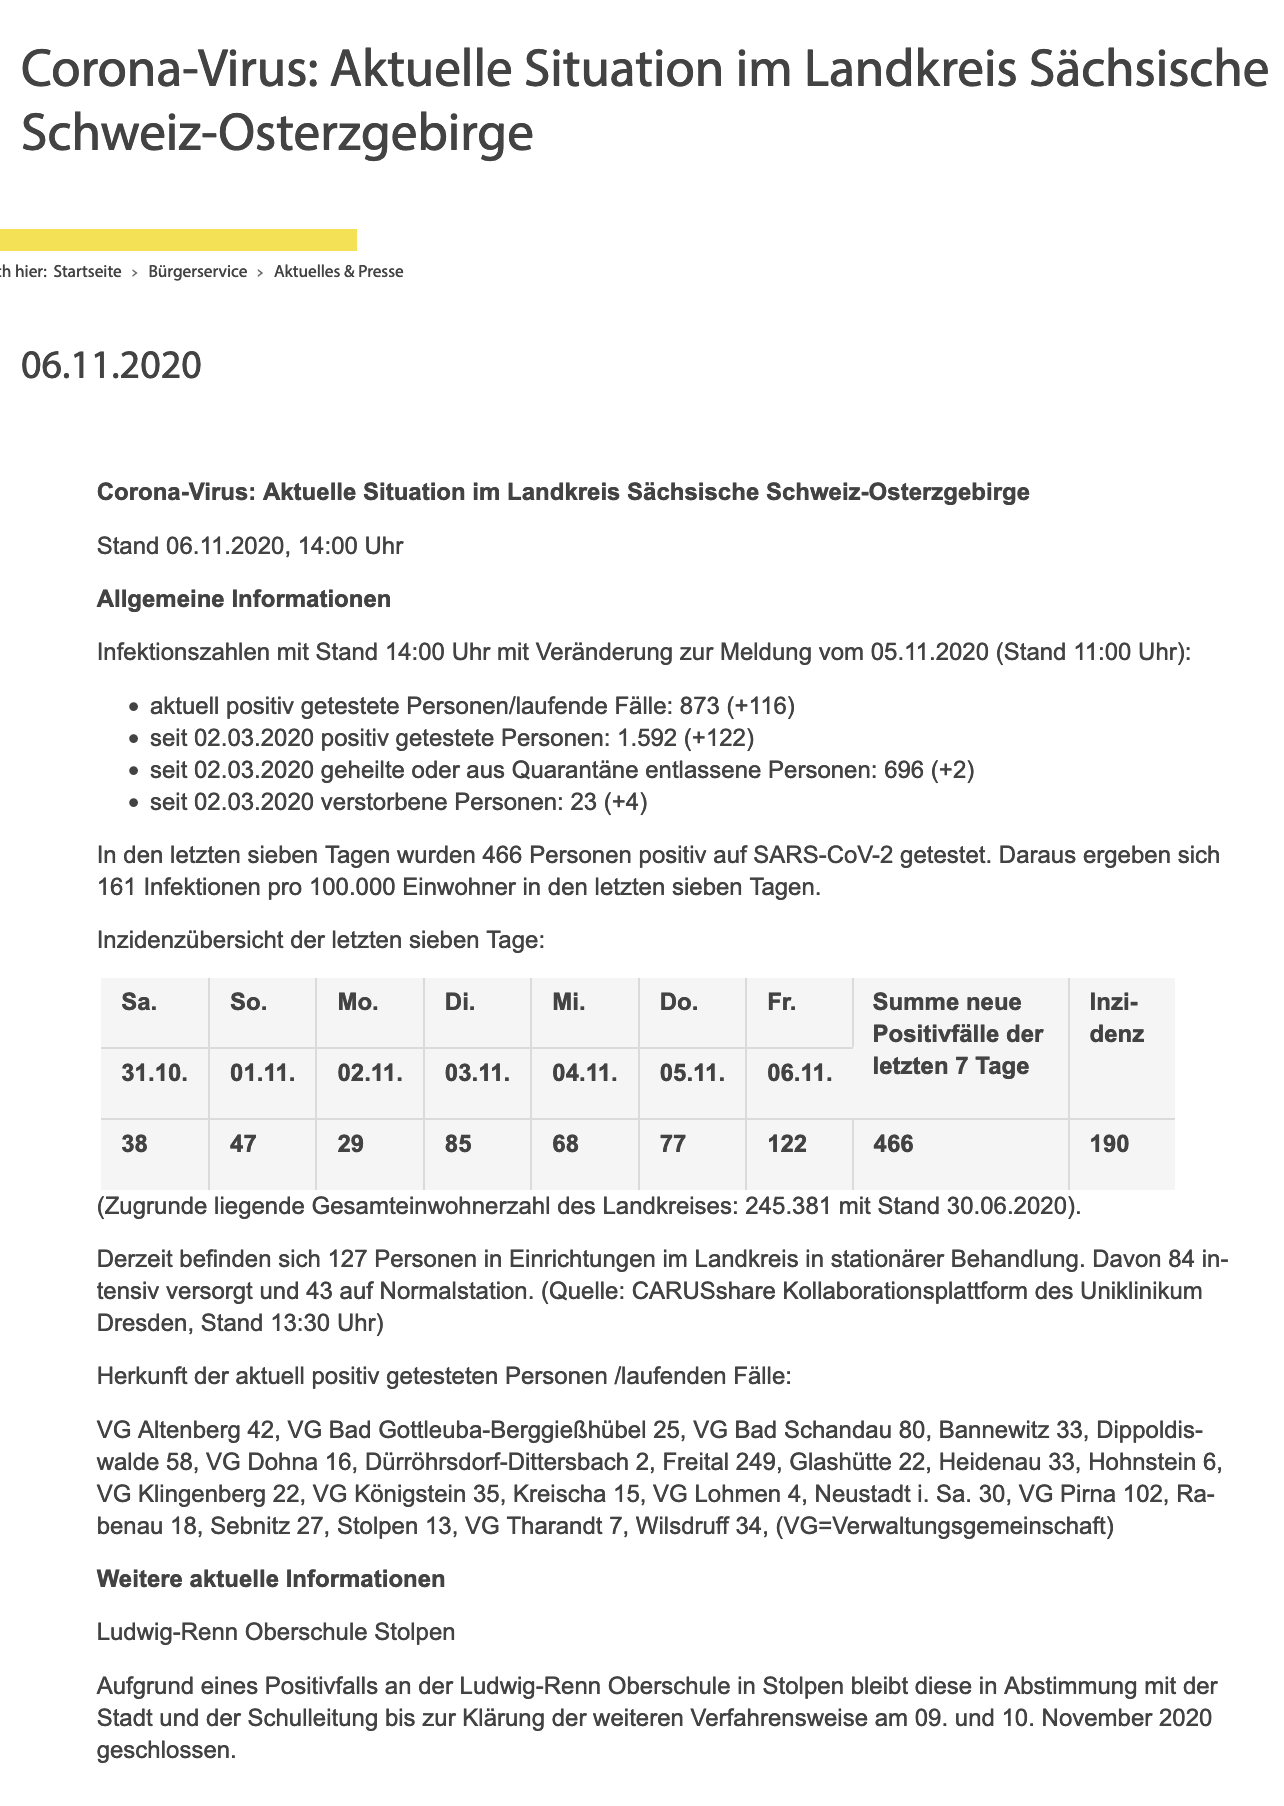 Corona-Virus: Aktuelle Situation im Landkreis Sächsische
Schweiz-Osterzgebirge
ch hier: Startseite > Bürgerservice > Aktuelles & Presse
06.11.2020
Corona-Virus: Aktuelle Situation im Landkreis Sächsische Schweiz-Osterzgebirge
Stand 06.11.2020, 14:00 Uhr
Allgemeine Informationen
Infektionszahlen mit Stand 14:00 Uhr mit Veränderung zur Meldung vom 05.11.2020 (Stand 11:00 Uhr):
• aktuell positiv getestete Personen/laufende Fälle: 873 (+116)
• seit 02.03.2020 positiv getestete Personen: 1.592 (+122)
• seit 02.03.2020 geheilte oder aus Quarantäne entlassene Personen: 696 (+2)
• seit 02.03.2020 verstorbene Personen: 23 (+4)
In den letzten sieben Tagen wurden 466 Personen positiv auf SARS-CoV-2 getestet. Daraus ergeben sich
161 Infektionen pro 100.000 Einwohner in den letzten sieben Tagen.
Inzidenzübersicht der letzten sieben Tage:
Sa. So. Mo. Di. Mi. Do. Fr. Summe neue Inzi-
Positivfälle der denz
letzten 7 Tage
31.10. 01.11. 02.11. 03.11. 04.11. 05.11. 06.11.
38 47 29 85 68 77 122 466 190
(Zugrunde liegende Gesamteinwohnerzahl des Landkreises: 245.381 mit Stand 30.06.2020).
Derzeit befinden sich 127 Personen in Einrichtungen im Landkreis in stationärer Behandlung. Davon 84 in-
tensiv versorgt und 43 auf Normalstation. (Quelle: CARUSshare Kollaborationsplattform des Uniklinikum
Dresden, Stand 13:30 Uhr)
Herkunft der aktuell positiv getesteten Personen /laufenden Fälle:
VG Altenberg 42, VG Bad Gottleuba-Berggießhübel 25, VG Bad Schandau 80, Bannewitz 33, Dippoldis-
walde 58, VG Dohna 16, Dürröhrsdorf-Dittersbach 2, Freital 249, Glashütte 22, Heidenau 33, Hohnstein 6,
VG Klingenberg 22, VG Königstein 35, Kreischa 15, VG Lohmen 4, Neustadt i. Sa. 30, VG Pirna 102, Ra-
benau 18, Sebnitz 27, Stolpen 13, VG Tharandt 7, Wilsdruff 34, (VG=Verwaltungsgemeinschaft)
Weitere aktuelle Informationen
Ludwig-Renn Oberschule Stolpen
Aufgrund eines Positivfalls an der Ludwig-Renn Oberschule in Stolpen bleibt diese in Abstimmung mit der
Stadt und der Schulleitung bis zur Klärung der weiteren Verfahrensweise am 09. und 10. November 2020
geschlossen.